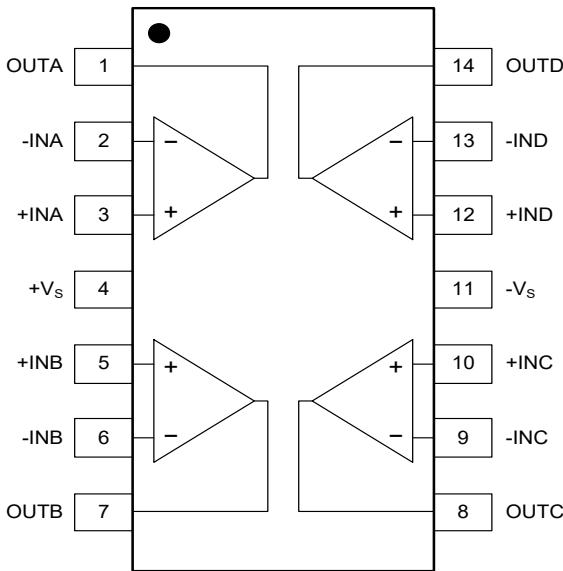 OUTA 1 14 OUTD
-INA 2 − − 13 -IND
+INA 3 + + 12 +IND
+VS 4 11 -VS
+INB 5 + + 10 +INC
-INB 6 − − 9 -INC
OUTB 7 8 OUTC